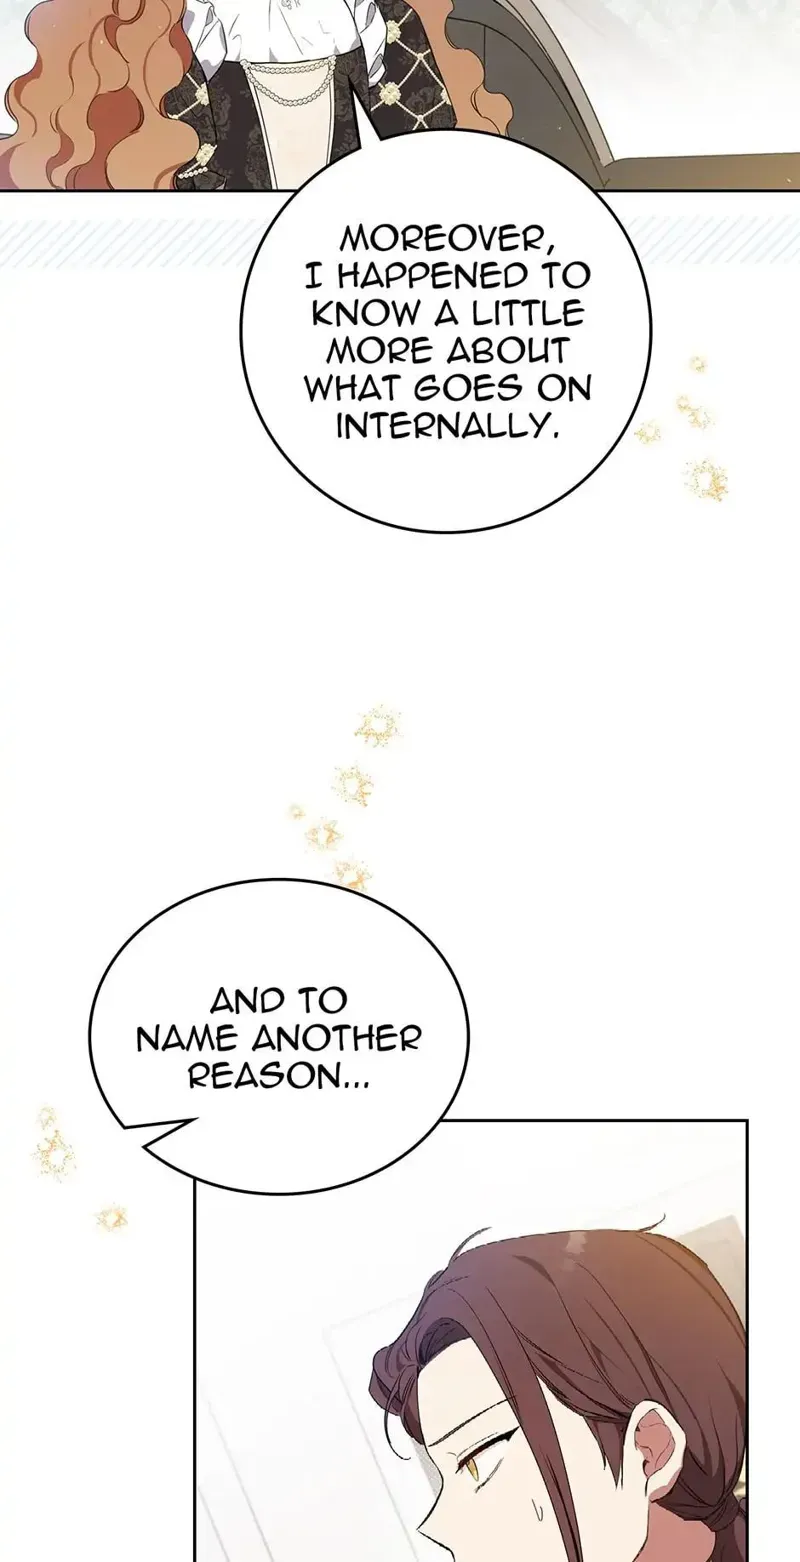 MOREOVER,
I HAPPENED TO
KNOW A LITTLE
MORE ABOUT
WHAT GOES ON
INTERNALLY.
AND TO
NAME ANOTHER
REASON...